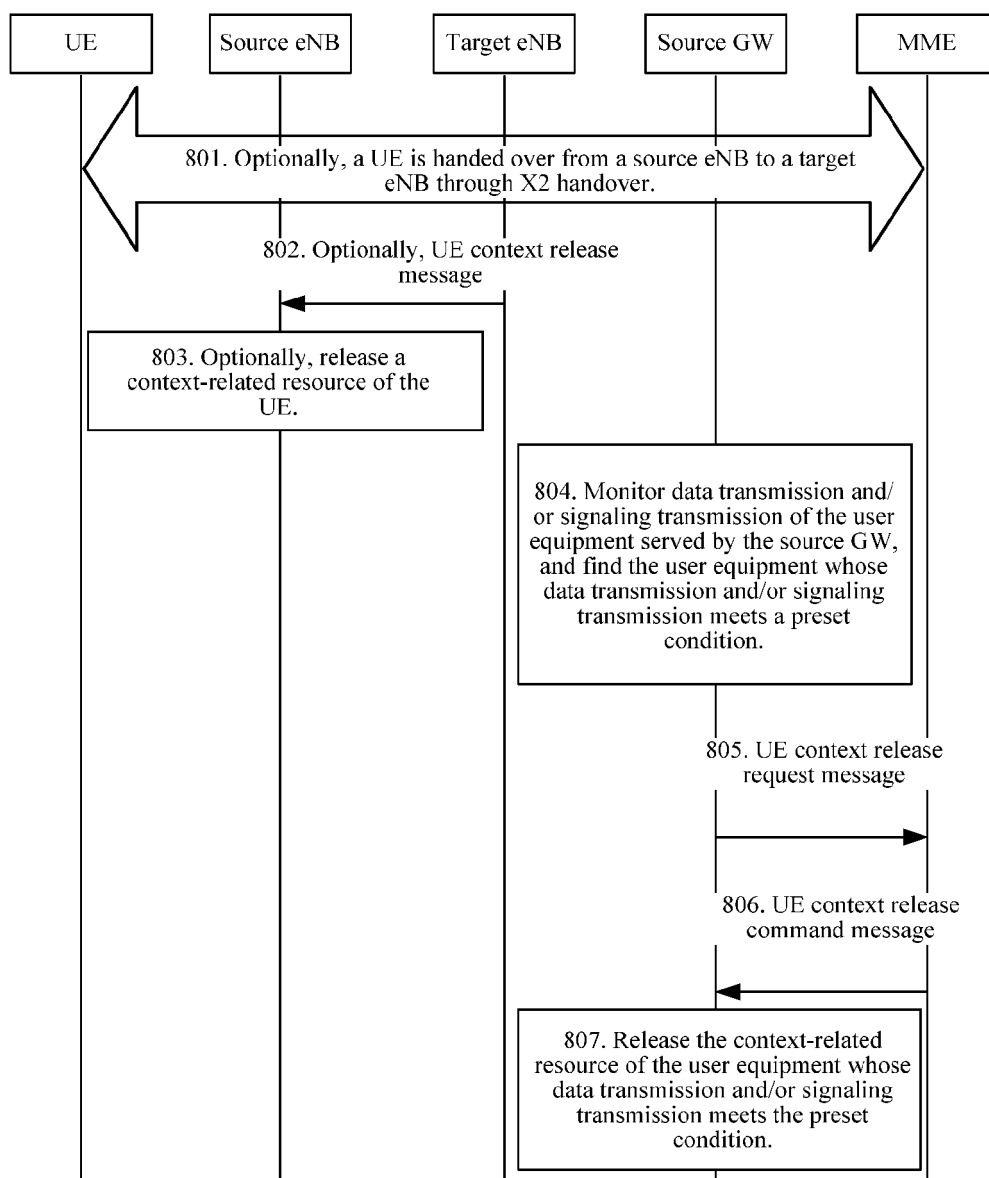 UE
Source eNB
Target eNB
Source GW
MME
801. Optionally, a UE is handed over from a source eNB to a target
eNB through X2 handover.
802. Optionally, UE context release
message
803. Optionally, release a
context-related resource of the
UE.
804. Monitor data transmission and/
or signaling transmission of the user
equipment served by the source GW,
and find the user equipment whose
data transmission and/or signaling
transmission meets a preset
condition.
805. UE context release
request message
806. UE context release
command message
807. Release the context-related
resource of the user equipment whose
data transmission and/or signaling
transmission meets the preset
condition.